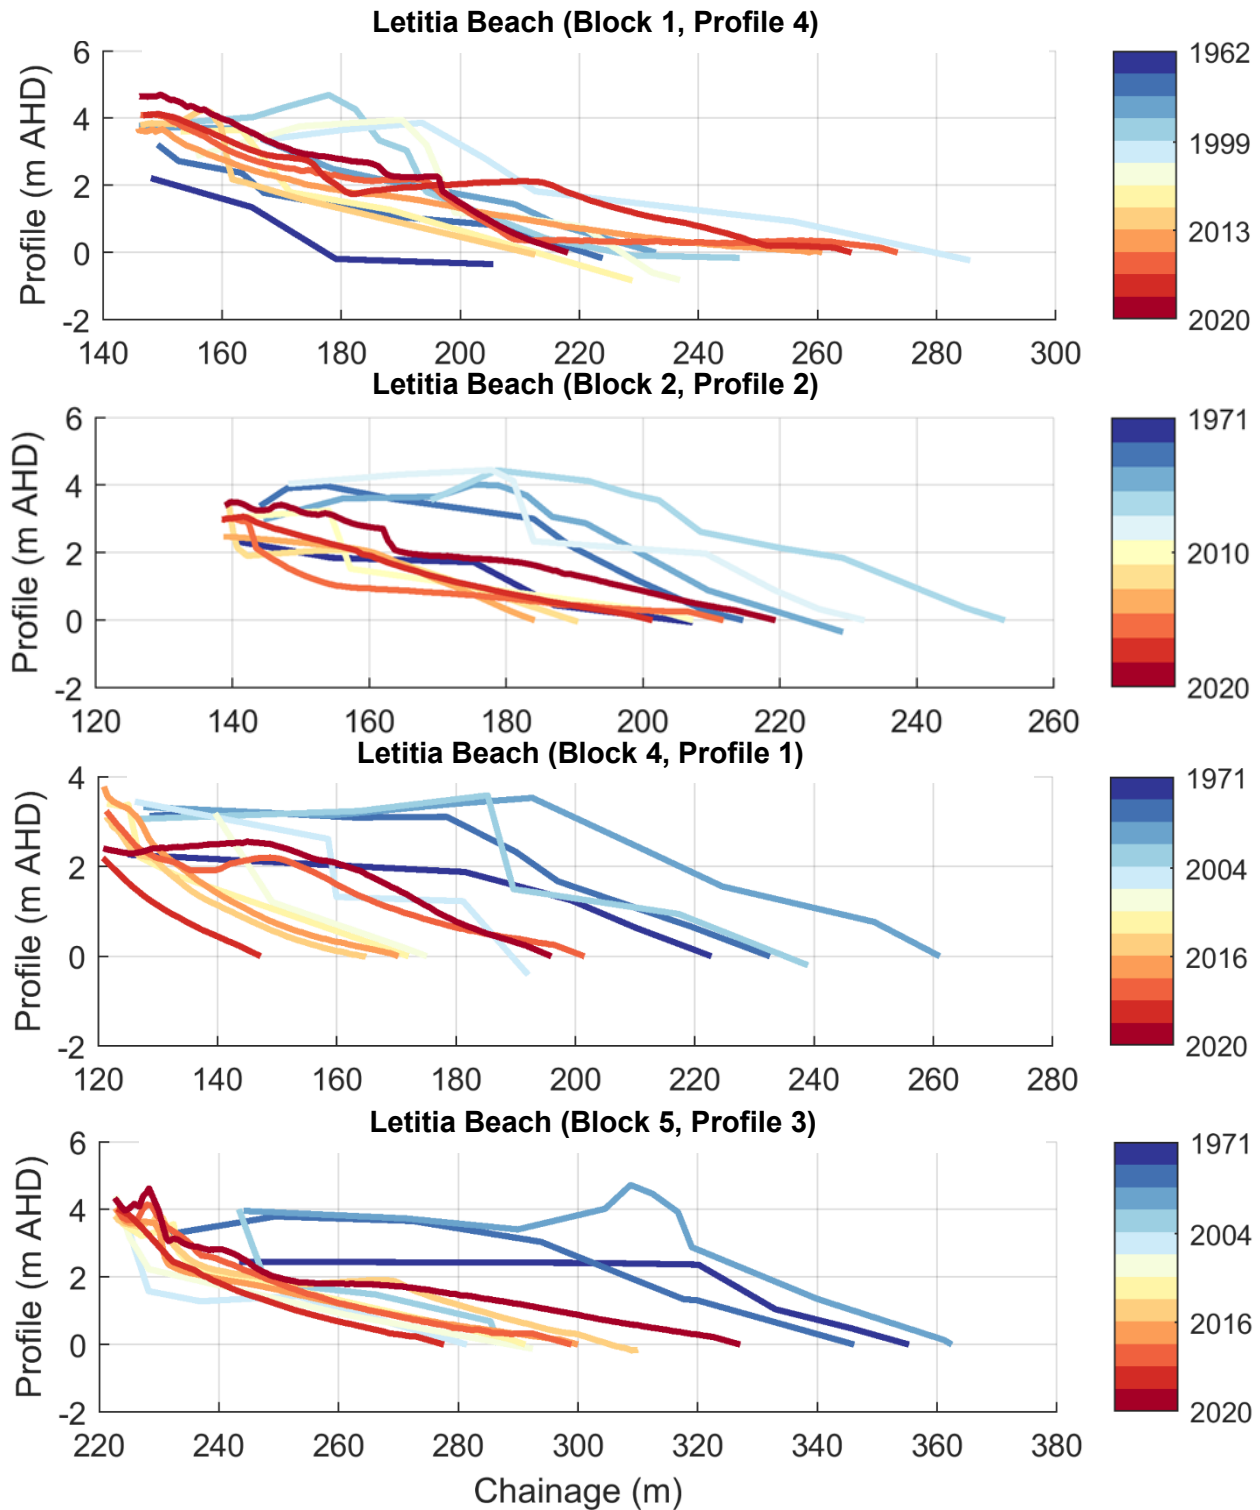 Letitia Beach (Block 1, Profile 4)
Profile (m AHD)
6
4
2
0
-2
140 160 180 200 220 240 260 280 300
1962
1999
2013
2020
Letitia Beach (Block 2, Profile 2)
Profile (m AHD)
6
4
2
0
-2
120 140 160 180 200 220 240 260
1971
2010
2020
Letitia Beach (Block 4, Profile 1)
Profile (m AHD)
4
2
0
-2
120 140 160 180 200 220 240 260 280
1971
2004
2016
2020
Letitia Beach (Block 5, Profile 3)
Profile (m AHD)
6
4
2
0
-2
220 240 260 280 300 320 340 360 380
1971
2004
2016
2020
Chainage (m)